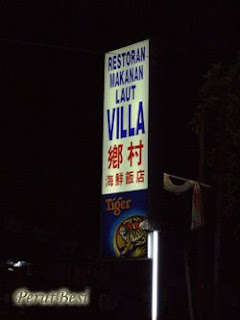 RESTORAN
MAKANAN
LAUT
VILLA
鄉村
海鮮飯店
Tiger
PerutBesi